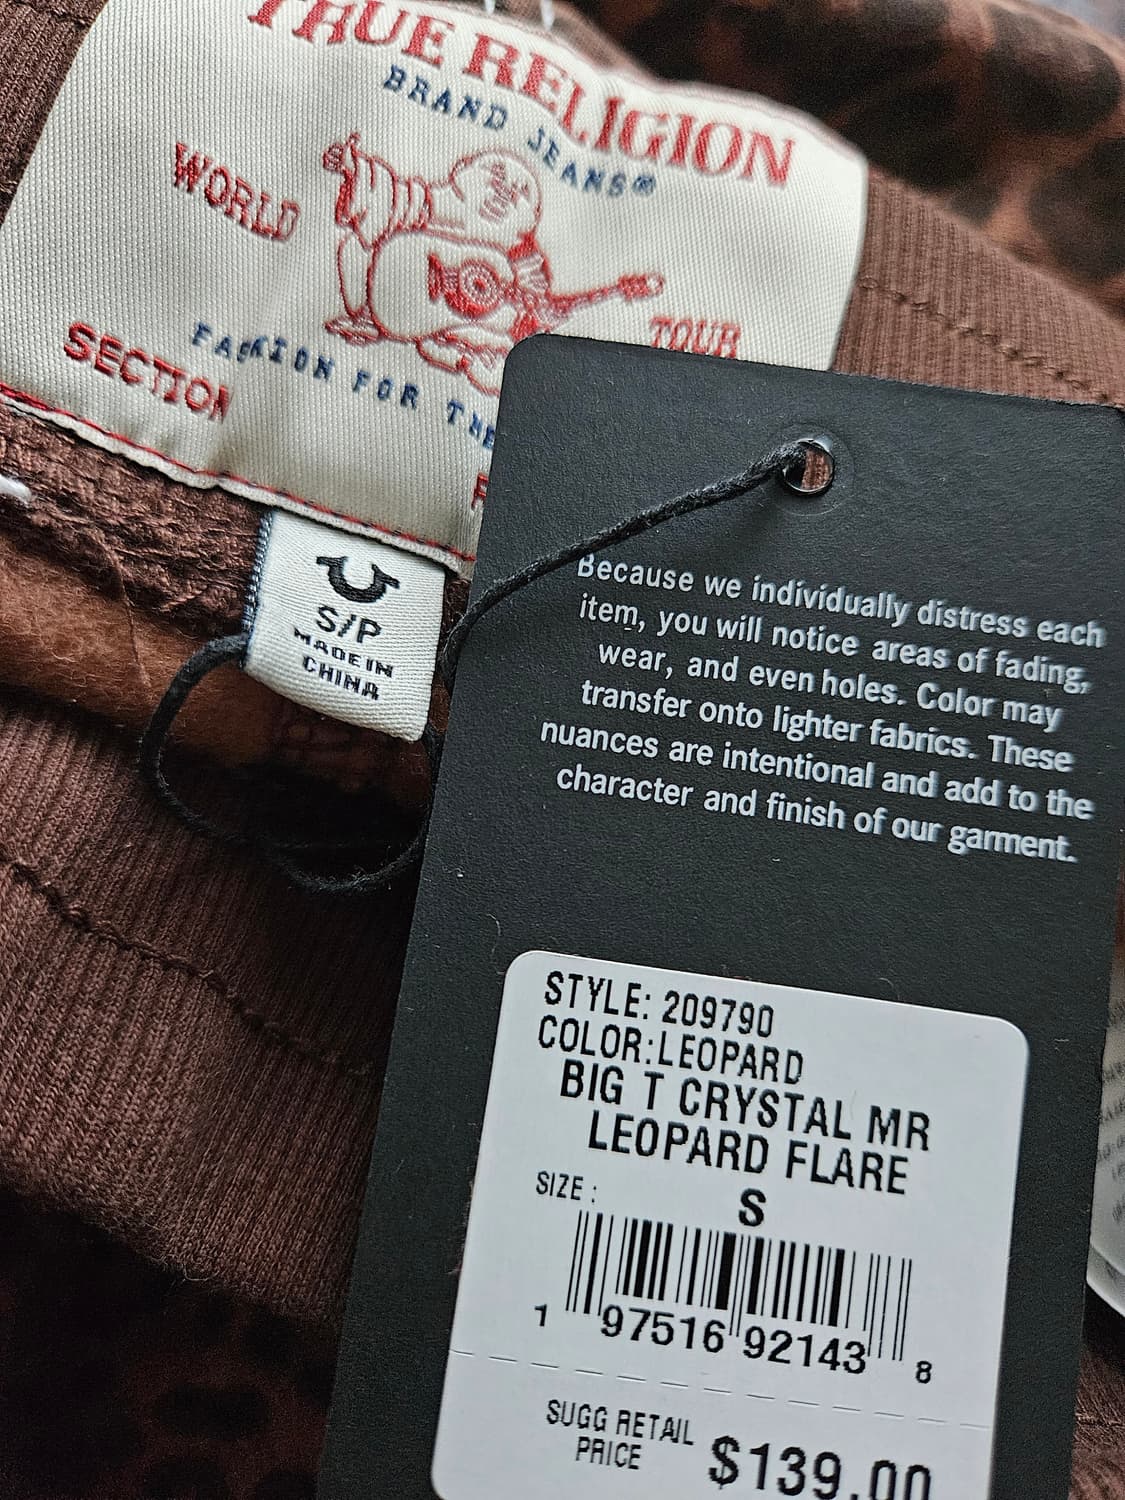 TRUE RELIGION
BRAND JEANS®
WORLD
TOUR
FASHION FOR THE
SECTION
S/P
MADE IN
CHINA
Because we individually distress each
item, you will notice areas of fading,
wear, and even holes. Color may
transfer onto lighter fabrics. These
nuances are intentional and add to the
character and finish of our garment.
STYLE: 209790
COLOR:LEOPARD
BIG T CRYSTAL MR
LEOPARD FLARE
SIZE: S
1 97516 92143 8
SUGG RETAIL
PRICE
$139.00